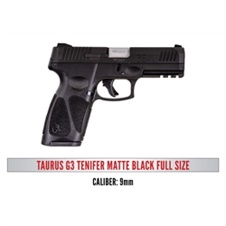 TAURUS G3 TENIFER MATTE BLACK FULL SIZE
CALIBER: 9mm